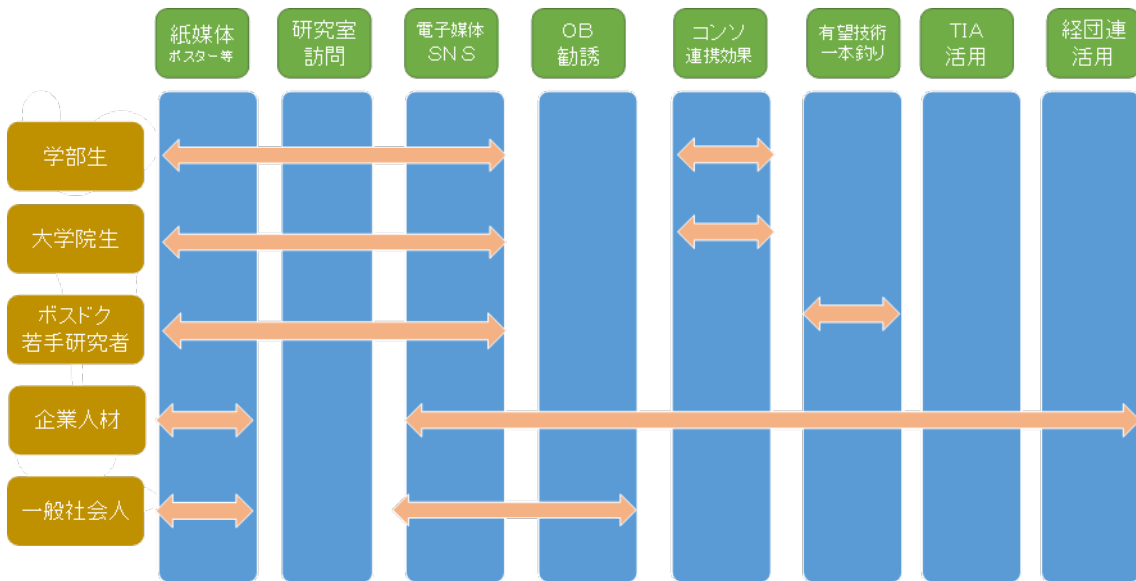 紙媒体
ポスター等
研究室
訪問
電子媒体
SNS
OB
勧誘
コンソ
連携効果
有望技術
一本釣り
TIA
活用
経団連
活用
学部生
大学院生
ボスドク
若手研究者
企業人材
一般社会人